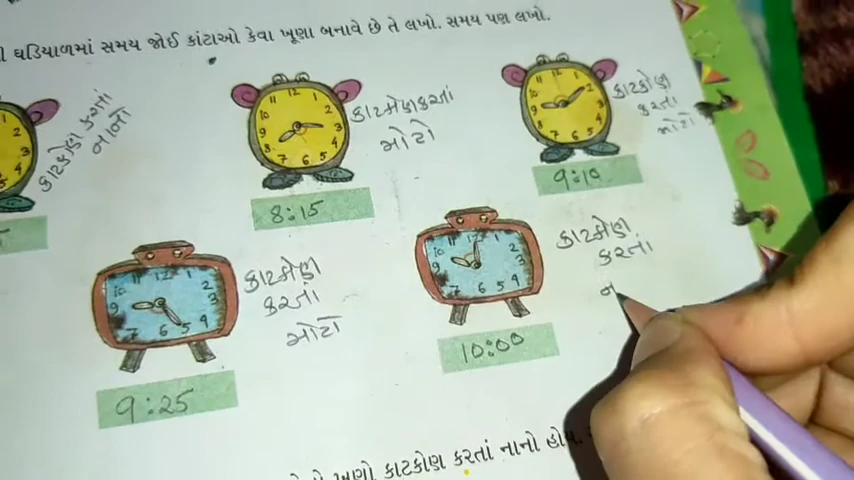 ઘડિયાળમાં સમય જોઈ કાંટાઓ કેવા ખૂણા બનાવે છે તે લખો. સમય પણ લખો.
કાટકોણ કરતાં
નાનો
કાટકોણ કરતાં
મોટો
8:15
કાટકોણ
કરતા
મોટો
9:10
કાટકોણ
કરતાં
મોટો
9:25
કાટકોણ
કરતાં
ન
10:00
ખૂણો કાટકોણ કરતાં નાનો હોય.